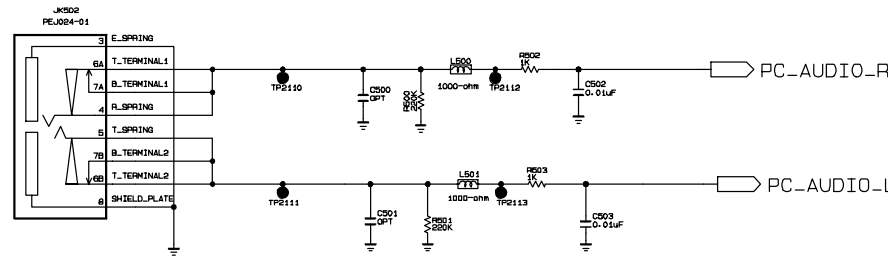 JK502
PEJ024-01
3 E_SPRING
6A T_TERMINAL1
7A B_TERMINAL1
4 R_SPRING
5 T_SPRING
7B B_TERMINAL2
6B T_TERMINAL2
8 SHIELD_PLATE
TP2110
C500
OPT
R500
220K
L500
1000-ohm
TP2112
R502
1K
C502
0.01uF
PC_AUDIO_R
TP2111
C501
OPT
R501
220K
L501
1000-ohm
TP2113
R503
1K
C503
0.01uF
PC_AUDIO_L